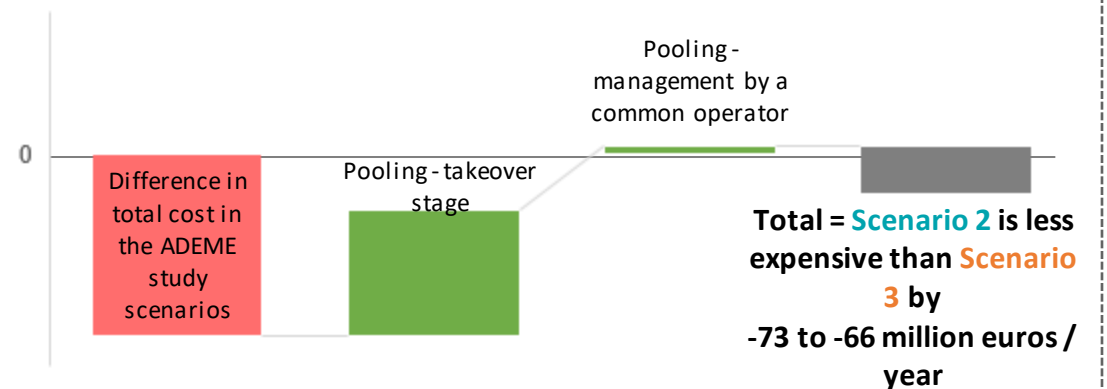 Pooling -
management by a
common operator
0
Difference in
total cost in
the ADEME
study
scenarios
Pooling - takeover
stage
Total = Scenario 2 is less
expensive than Scenario
3 by
-73 to -66 million euros /
year